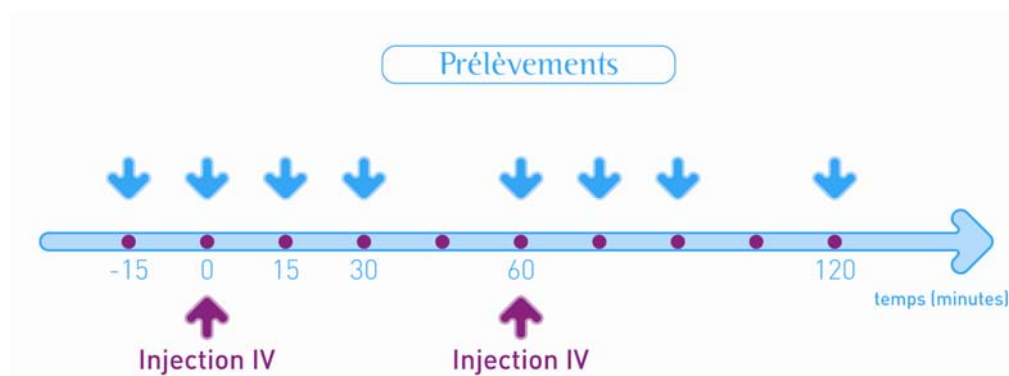 Prélèvements
-15 0 15 30 60 120
temps (minutes)
Injection IV Injection IV